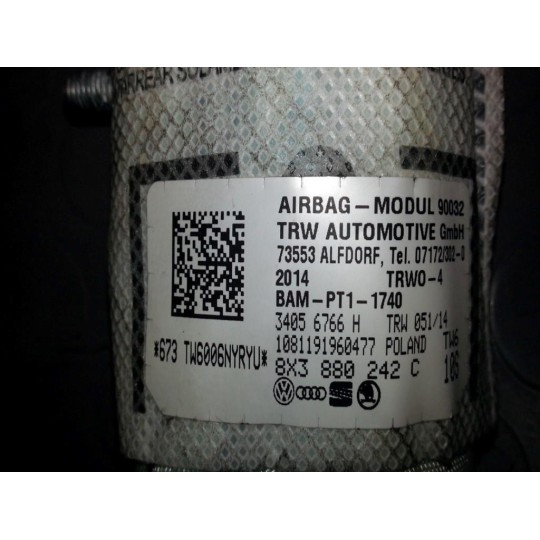 AIRBAG-MODUL 90032
TRW AUTOMOTIVE GmbH
73553 ALFDORF, Tel. 07172/302-0
2014 TRWO-4
BAM-PT1-1740
3405 6766 H TRW 051/14
1081191960477 POLAND TW6
8X3 880 242 C 106
*673 TW6006NYRYU*